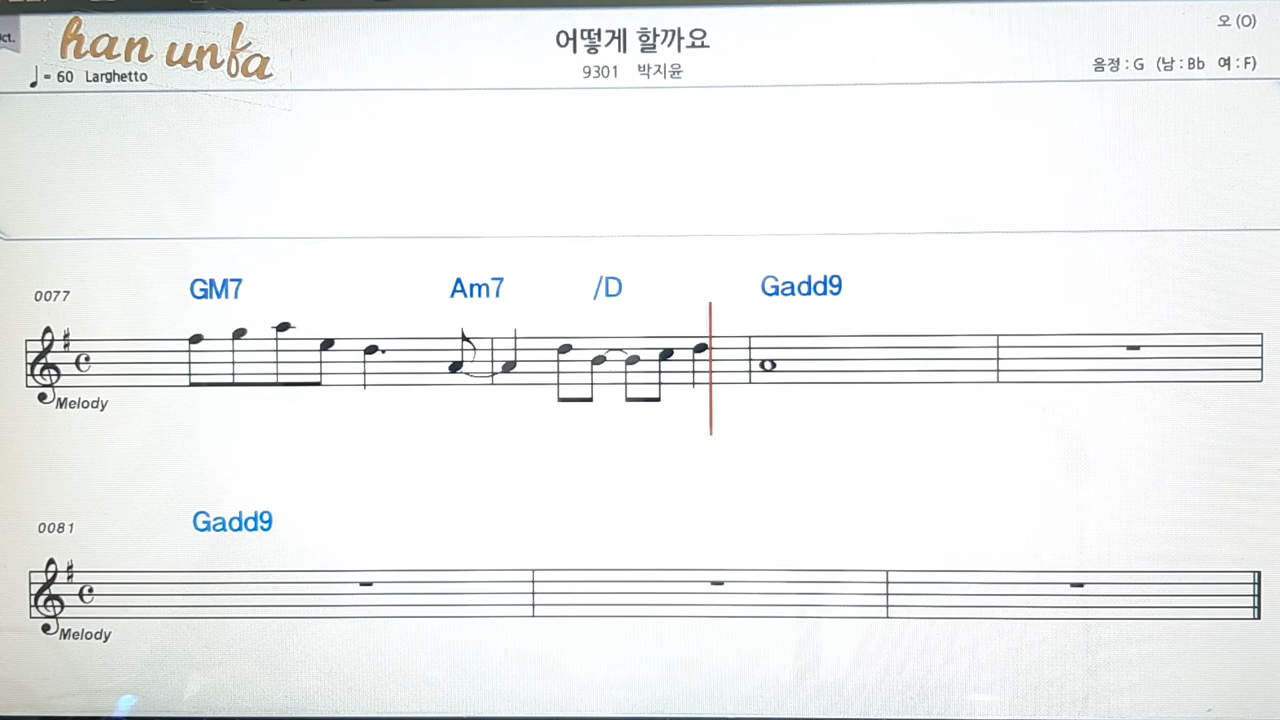 ct.
han unfa
♩= 60 Larghetto
어떻게 할까요
9301 박지윤
오 (O)
음정 : G (남 : Bb 여 : F)
0077
GM7 Am7 /D Gadd9
Melody
0081
Gadd9
Melody